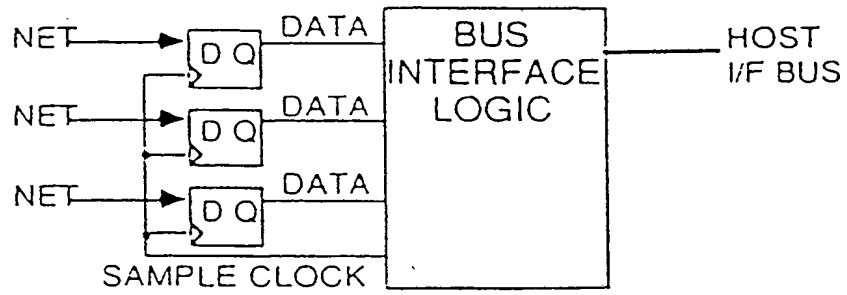 NET
D Q
DATA
NET
D Q
DATA
NET
D Q
DATA
SAMPLE CLOCK
BUS
INTERFACE
LOGIC
HOST
I/F BUS